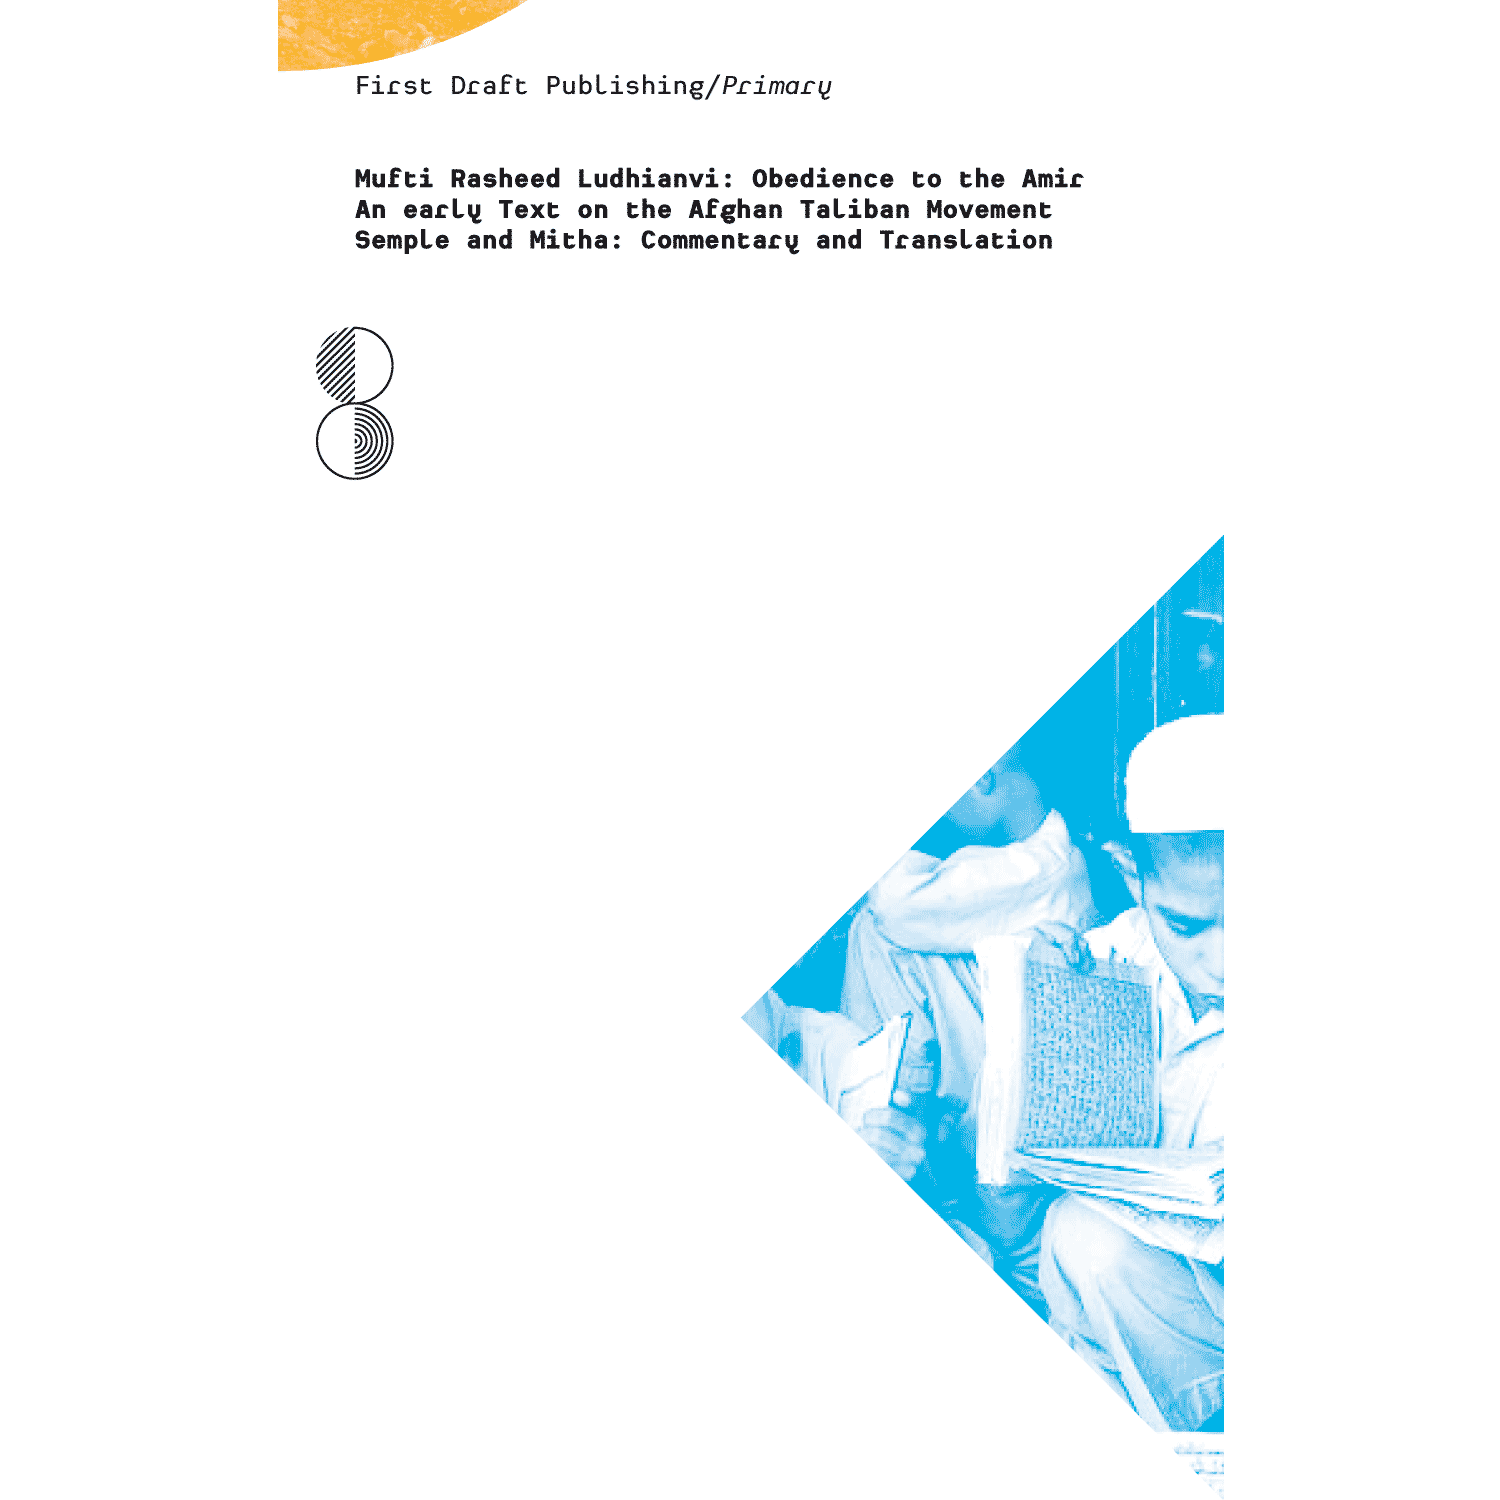 First Draft Publishing/Primary
Mufti Rasheed Ludhianvi: Obedience to the Amir
An early Text on the Afghan Taliban Movement
Semple and Mitha: Commentary and Translation